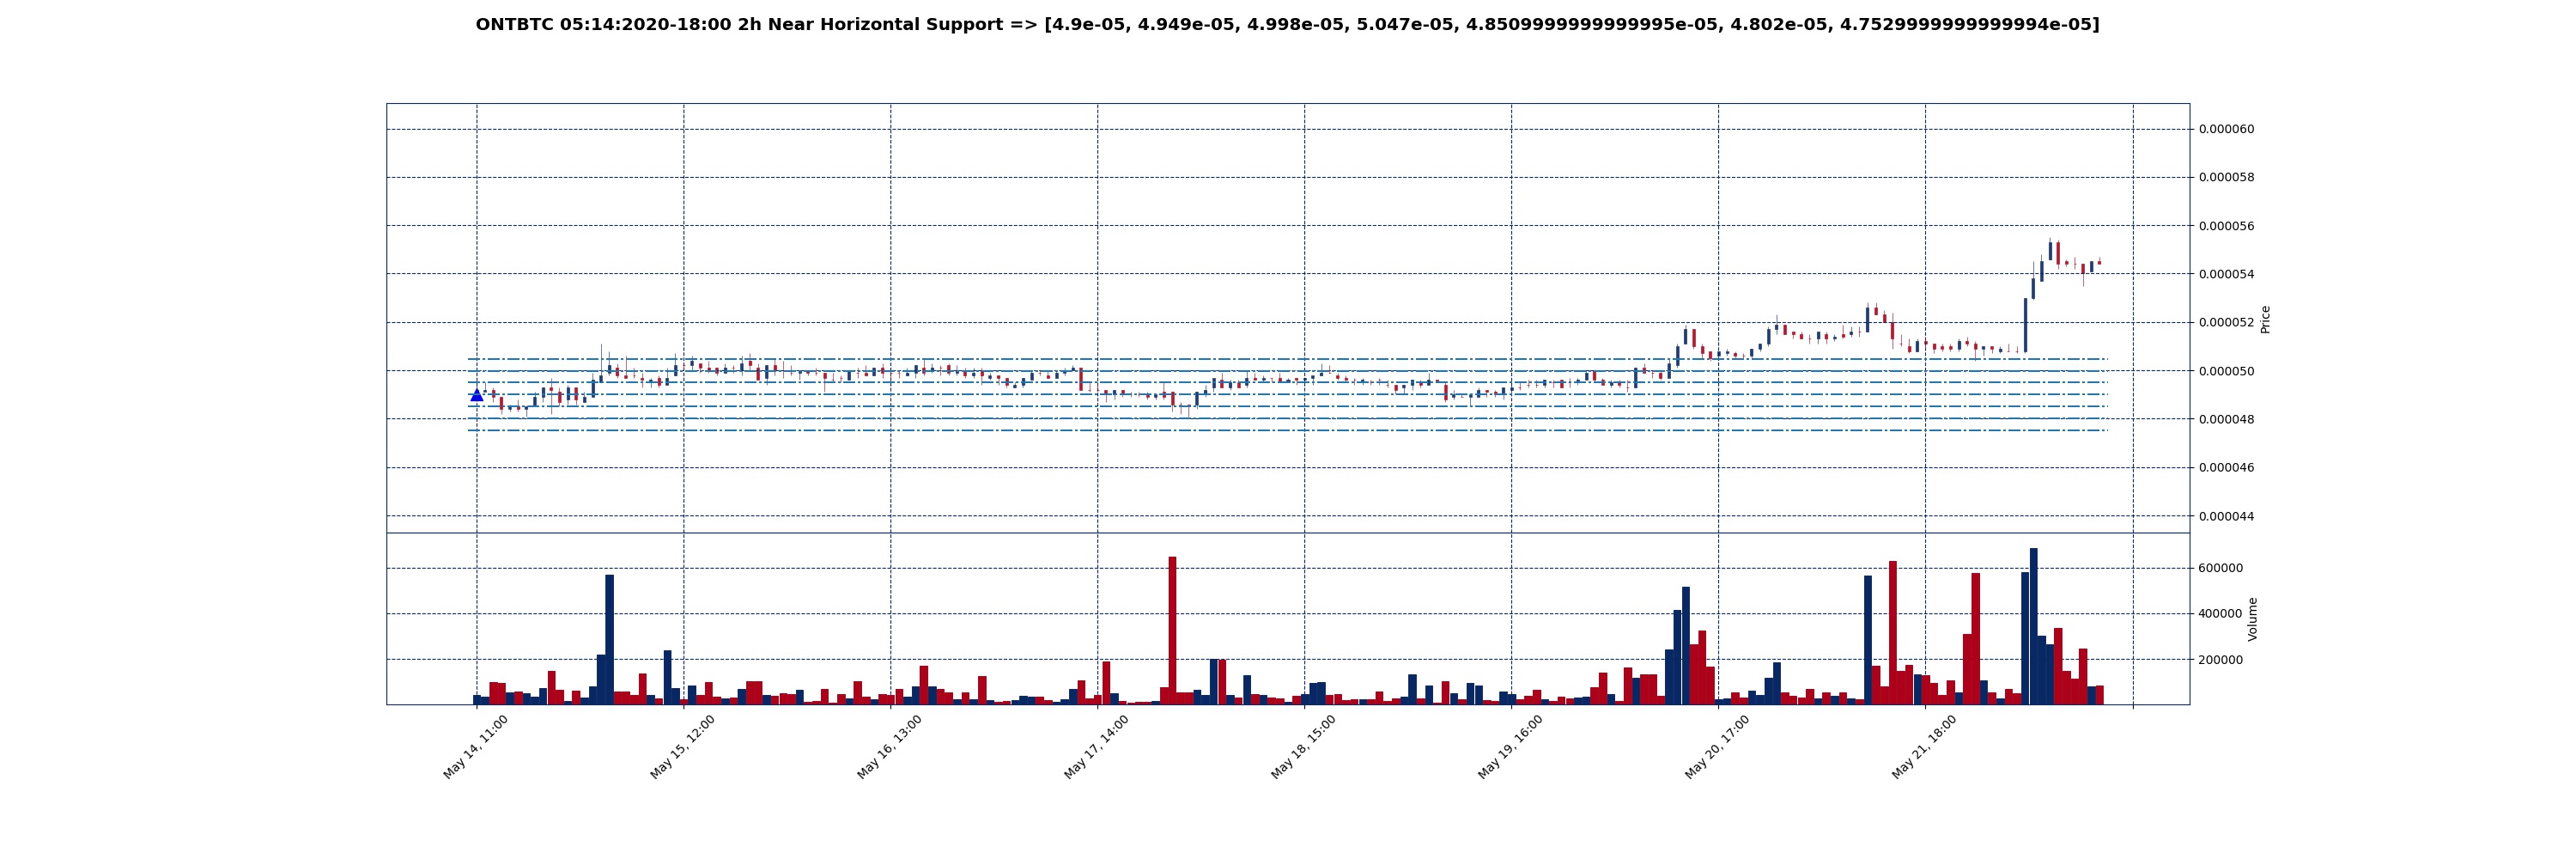 ONTBTC 05:14:2020-18:00 2h Near Horizontal Support => [4.9e-05, 4.949e-05, 4.998e-05, 5.047e-05, 4.8509999999999995e-05, 4.802e-05, 4.7529999999999994e-05]
0.000060
0.000058
0.000056
0.000054
0.000052
0.000050
0.000048
0.000046
0.000044
Price
600000
400000
200000
Volume
May 14, 11:00
May 15, 12:00
May 16, 13:00
May 17, 14:00
May 18, 15:00
May 19, 16:00
May 20, 17:00
May 21, 18:00